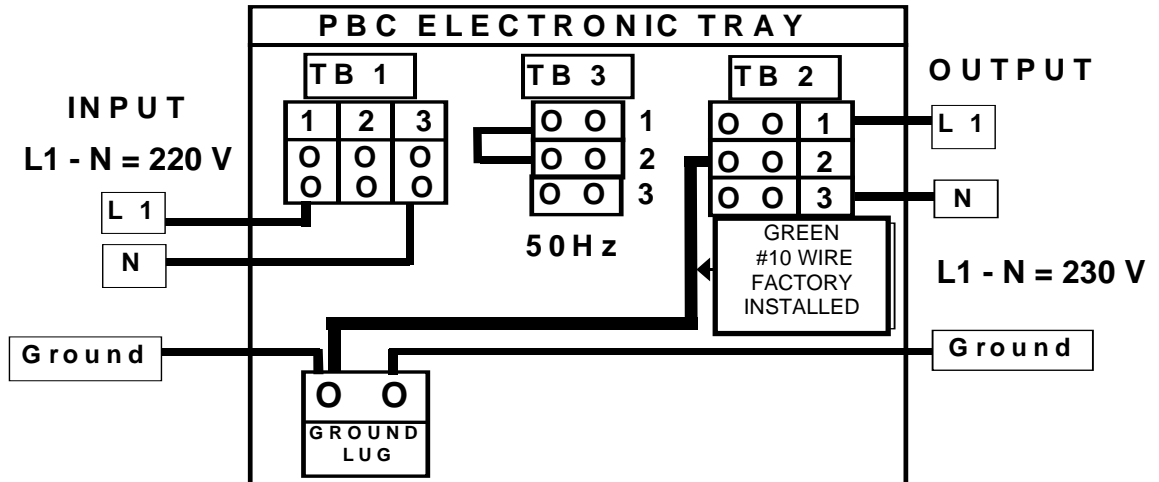 PBC ELECTRONIC TRAY
TB 1
TB 3
TB 2
OUTPUT
INPUT
L1 - N = 220 V
1 2 3
O O O
O O O
O O 1
O O 2
O O 3
O O 1
O O 2
O O 3
L 1
N
L 1
N
50Hz
GREEN
#10 WIRE
FACTORY
INSTALLED
L1 - N = 230 V
Ground
Ground
O O
GROUND
LUG